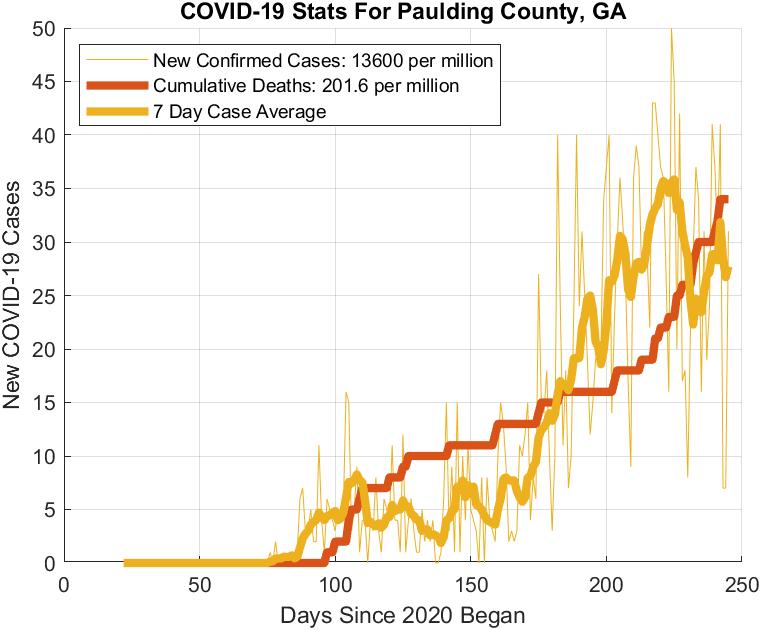 COVID-19 Stats For Paulding County, GA
New Confirmed Cases: 13600 per million
Cumulative Deaths: 201.6 per million
7 Day Case Average
New COVID-19 Cases
50
45
40
35
30
25
20
15
10
5
0
0 50 100 150 200 250
Days Since 2020 Began